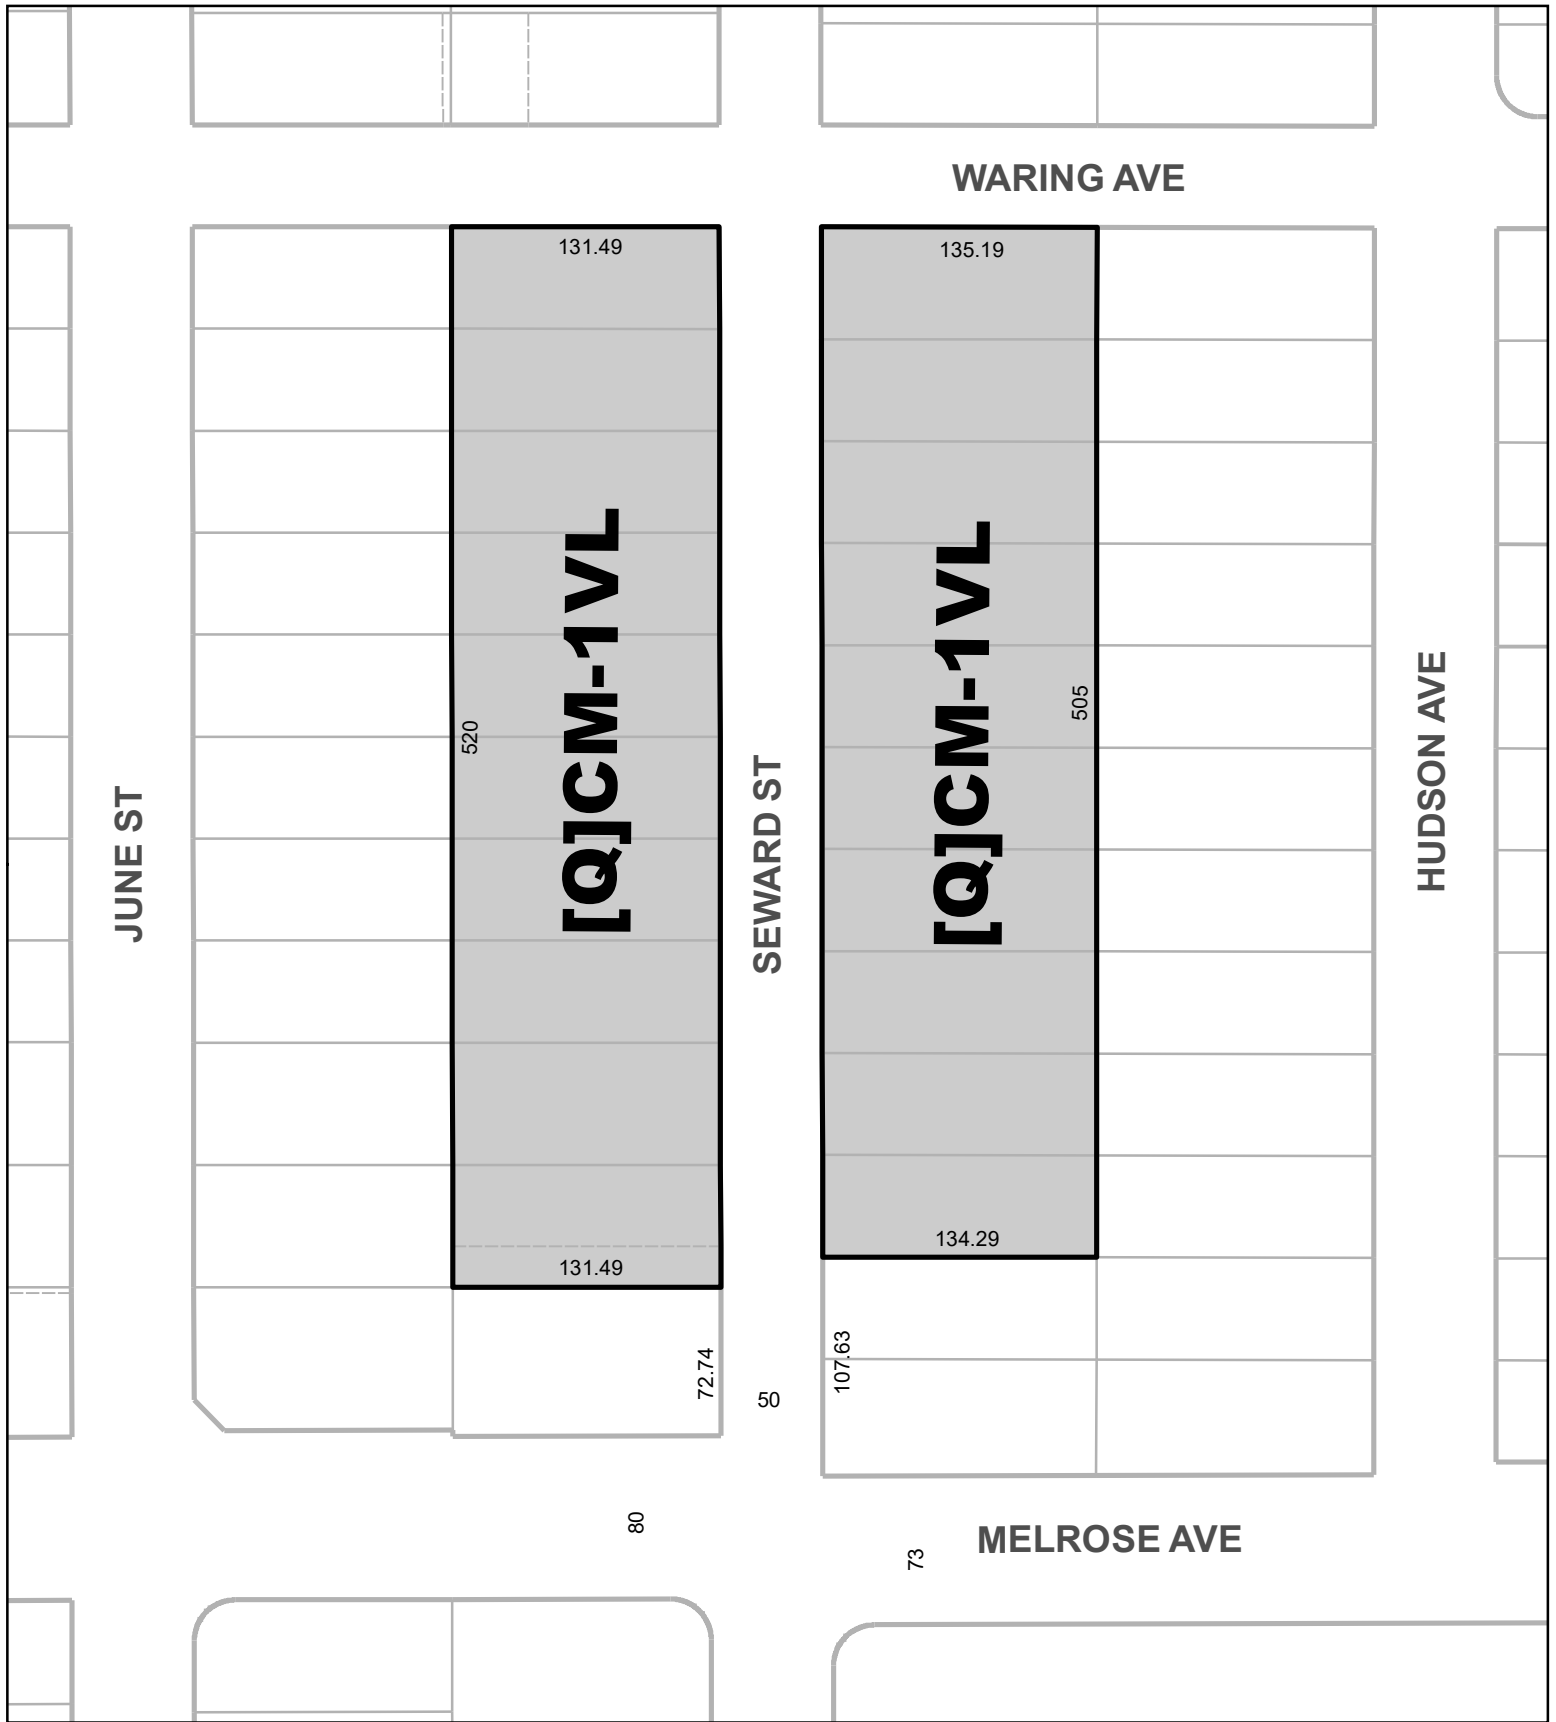 WARING AVE
131.49
135.19
[Q]CM-1VL
[Q]CM-1VL
520
505
JUNE ST
SEWARD ST
HUDSON AVE
134.29
131.49
72.74
107.63
50
80
73
MELROSE AVE